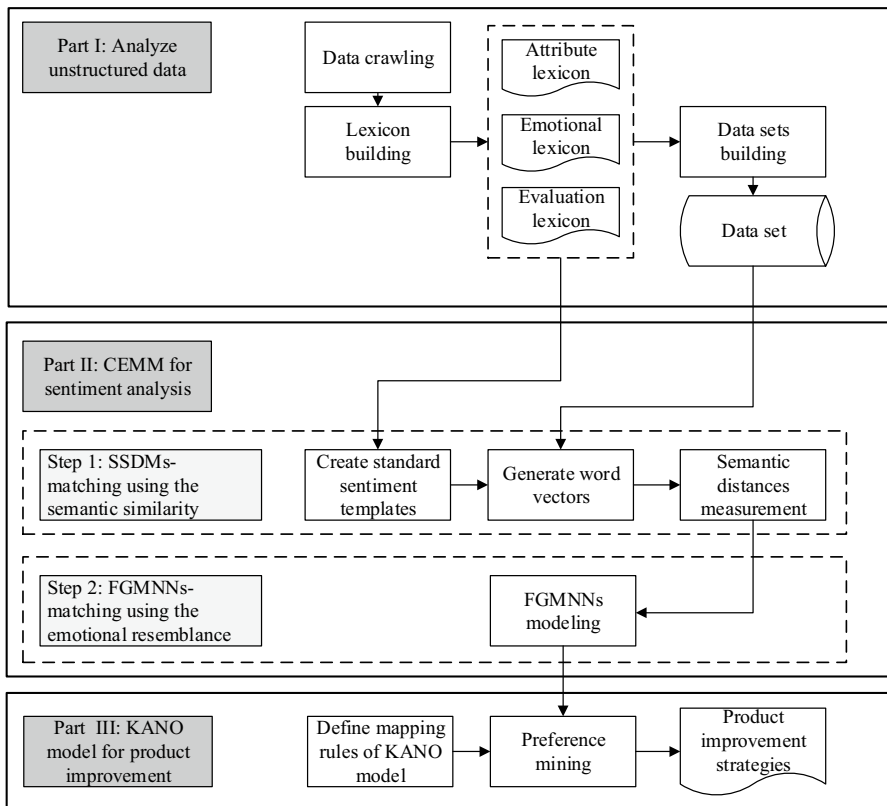 Part I: Analyze
unstructured data
Data crawling
Lexicon
building
Attribute
lexicon
Emotional
lexicon
Evaluation
lexicon
Data sets
building
Data set
Part II: CEMM for
sentiment analysis
Step 1: SSDMs-
matching using the
semantic similarity
Create standard
sentiment
templates
Generate word
vectors
Semantic
distances
measurement
Step 2: FGMNNs-
matching using the
emotional resemblance
FGMNNs
modeling
Part III: KANO
model for product
improvement
Define mapping
rules of KANO
model
Preference
mining
Product
improvement
strategies